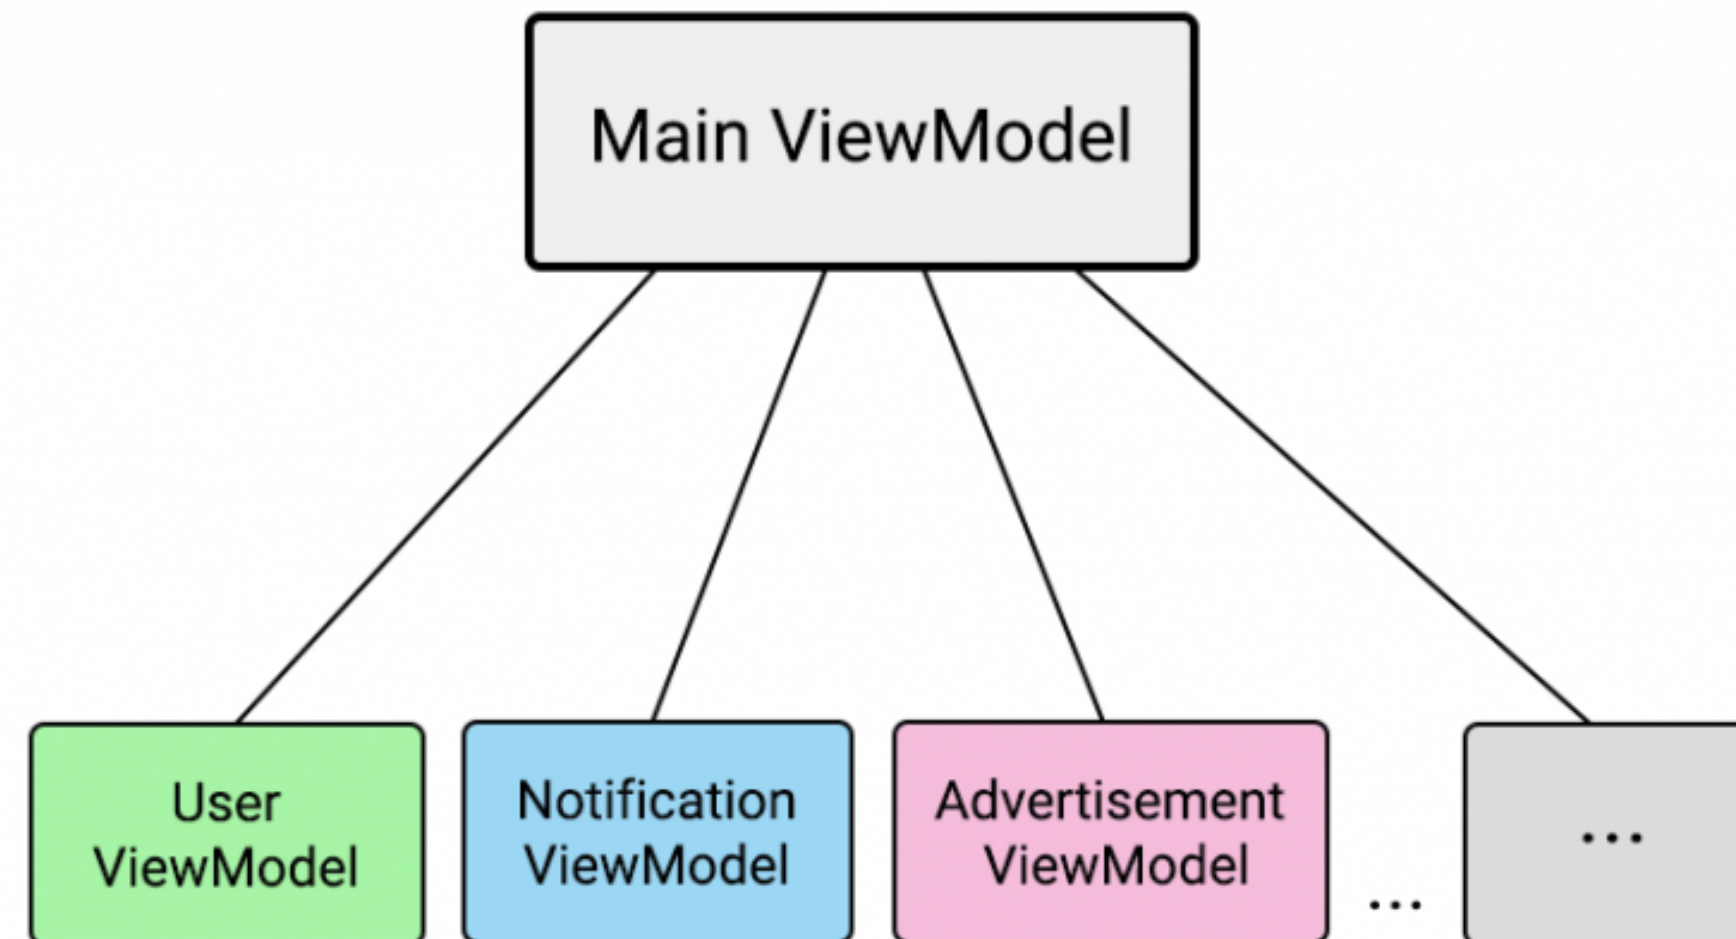 Main ViewModel
User
ViewModel
Notification
ViewModel
Advertisement
ViewModel
...
...